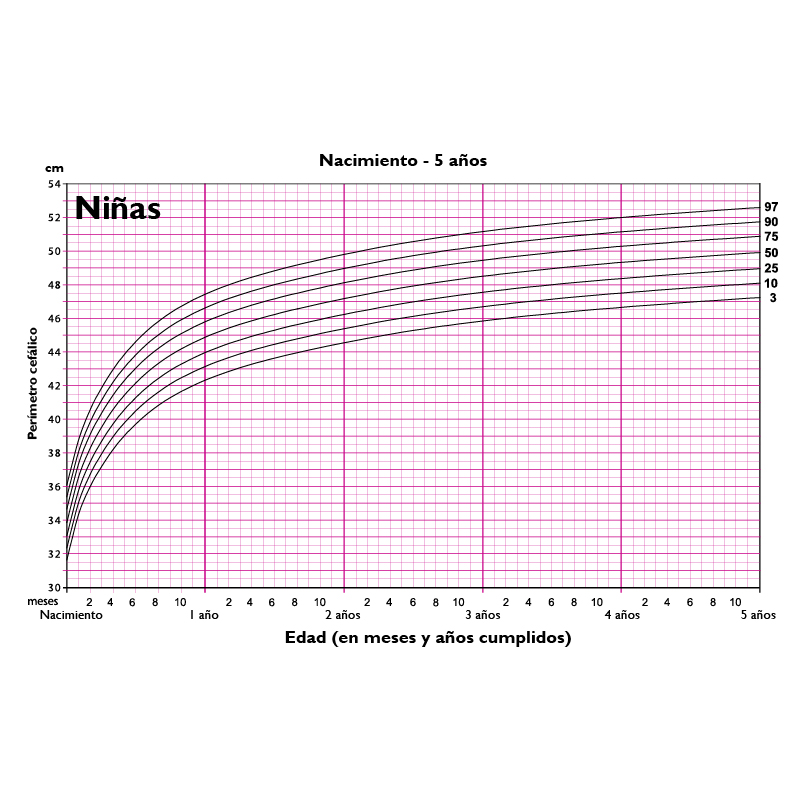 Nacimiento - 5 años
cm
Niñas
54
52
50
48
46
44
42
40
38
36
34
32
30
97
90
75
50
25
10
3
Perímetro cefálico
meses 2 4 6 8 10 2 4 6 8 10 2 4 6 8 10 2 4 6 8 10 2 4 6 8 10
Nacimiento 1 año 2 años 3 años 4 años 5 años
Edad (en meses y años cumplidos)